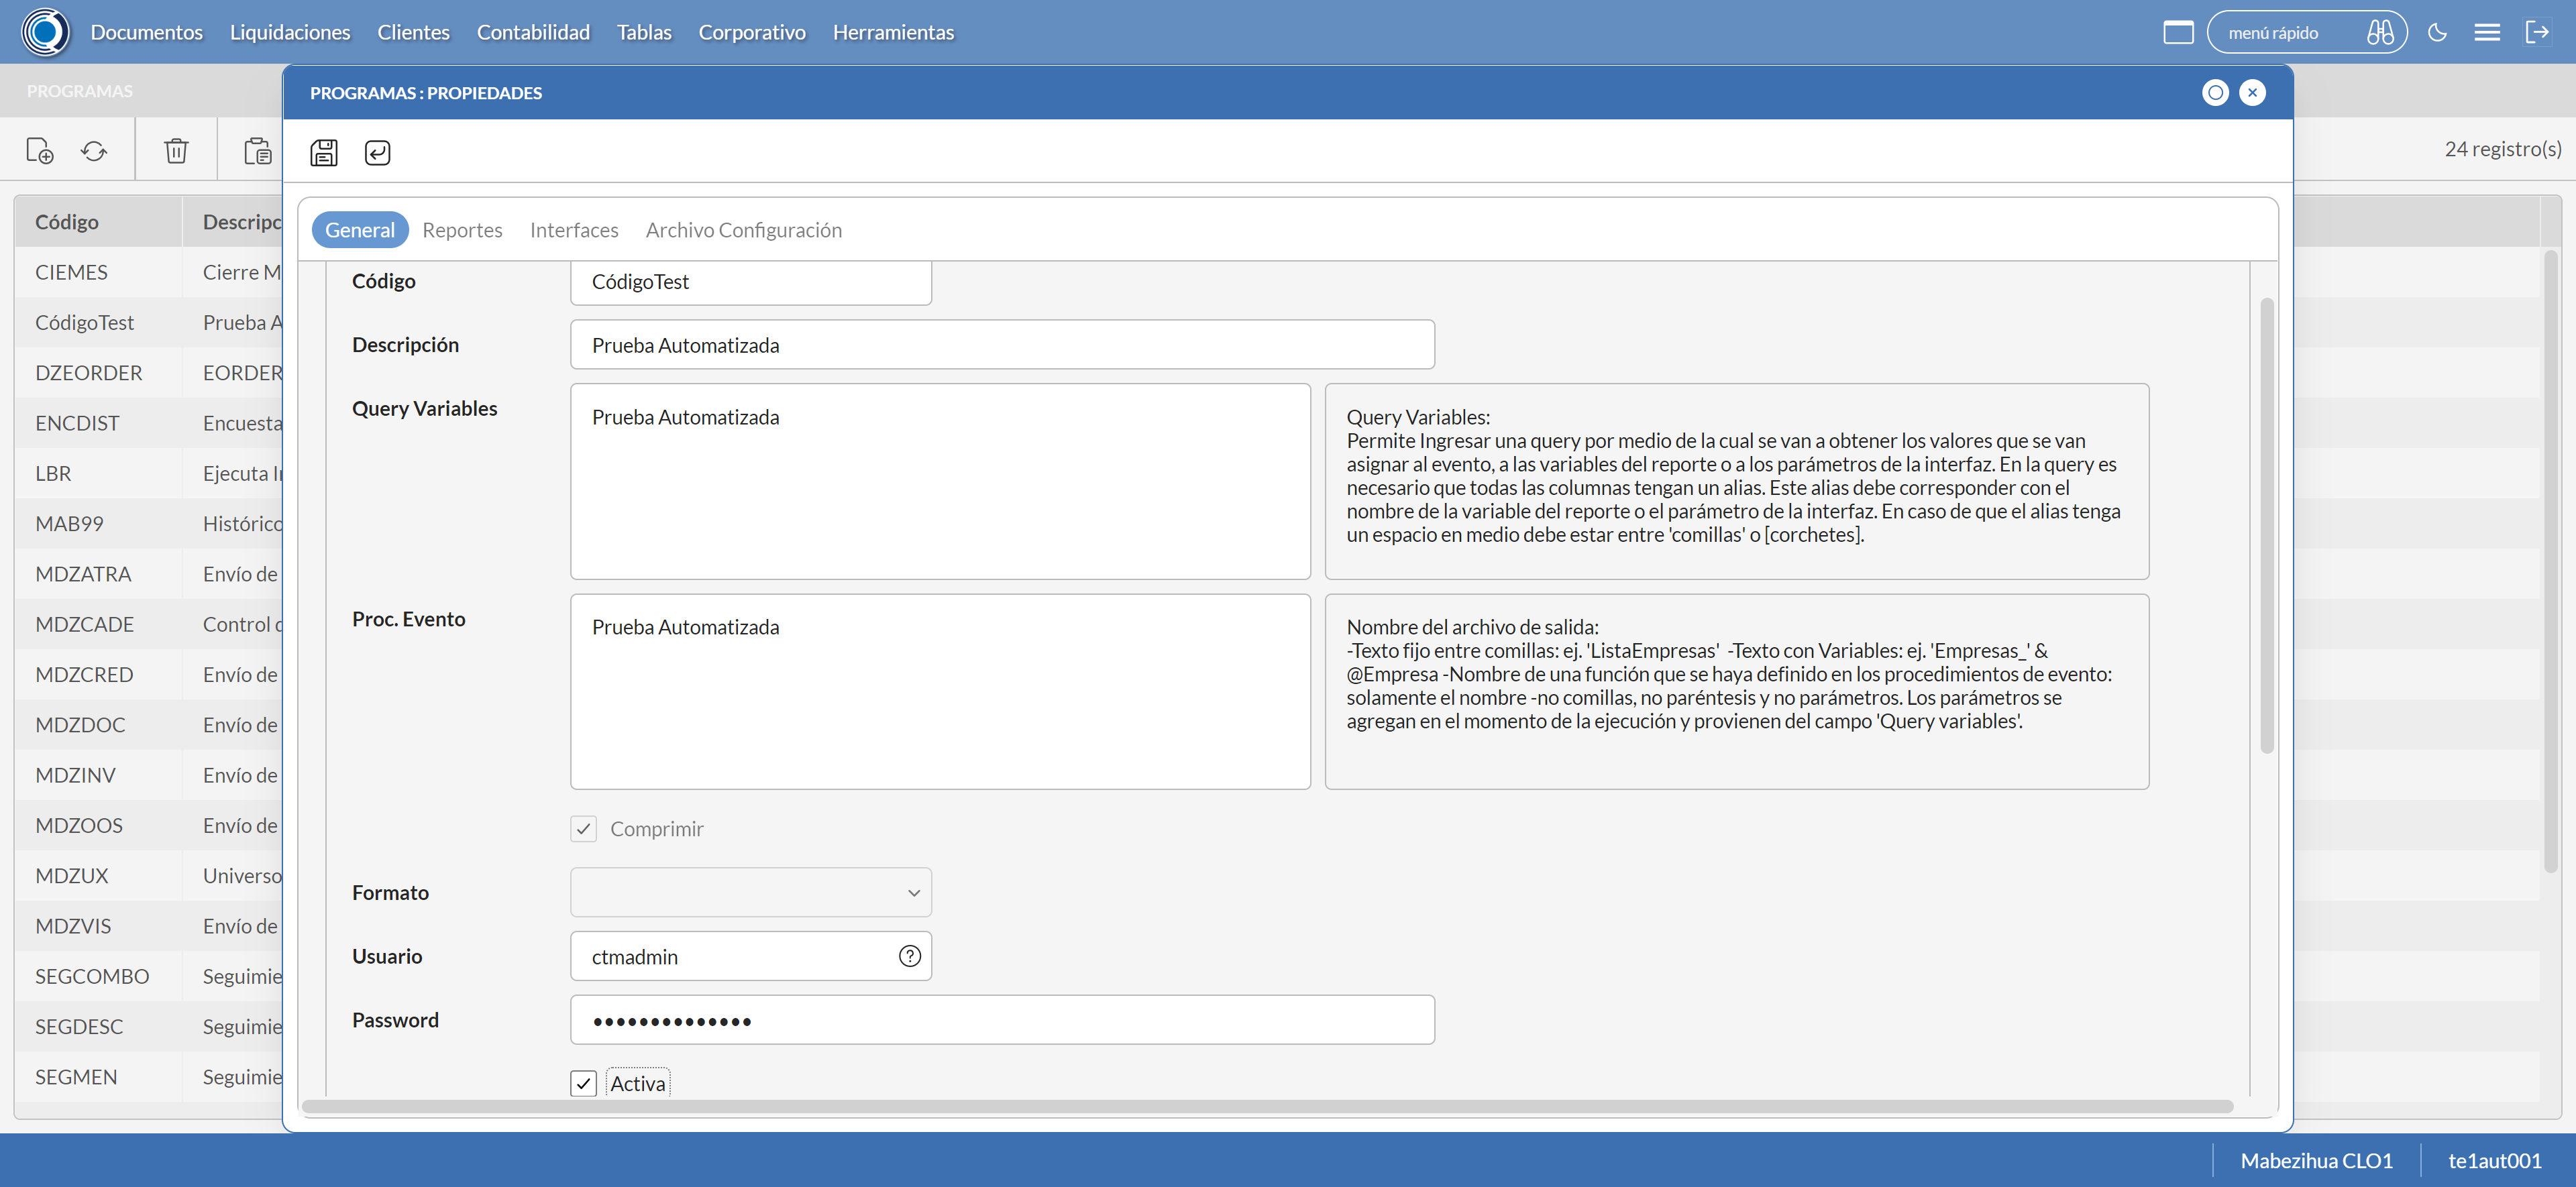 Documentos Liquidaciones Clientes Contabilidad Tablas Corporativo Herramientas menú rápido
PROGRAMAS
PROGRAMAS : PROPIEDADES
24 registro(s)
General Reportes Interfaces Archivo Configuración
Código Descripc
CIEMES Cierre M
CódigoTest Prueba A
DZEORDER EORDER
ENCDIST Encuesta
LBR Ejecuta I
MAB99 Histórico
MDZATRA Envío de
MDZCADE Control d
MDZCRED Envío de
MDZDOC Envío de
MDZINV Envío de
MDZOOS Envío de
MDZUX Universo
MDZVIS Envío de
SEGCOMBO Seguimie
SEGDESC Seguimie
SEGMEN Seguimie
Código CódigoTest
Descripción Prueba Automatizada
Query Variables Prueba Automatizada
Query Variables:
Permite Ingresar una query por medio de la cual se van a obtener los valores que se van
asignar al evento, a las variables del reporte o a los parámetros de la interfaz. En la query es
necesario que todas las columnas tengan un alias. Este alias debe corresponder con el
nombre de la variable del reporte o el parámetro de la interfaz. En caso de que el alias tenga
un espacio en medio debe estar entre 'comillas' o [corchetes].
Proc. Evento Prueba Automatizada
Nombre del archivo de salida:
-Texto fijo entre comillas: ej. 'ListaEmpresas' -Texto con Variables: ej. 'Empresas_' &
@Empresa -Nombre de una función que se haya definido en los procedimientos de evento:
solamente el nombre -no comillas, no paréntesis y no parámetros. Los parámetros se
agregan en el momento de la ejecución y provienen del campo 'Query variables'.
Comprimir
Formato
Usuario ctmadmin
Password ••••••••••••••
Activa
Mabezihua CLO1 te1aut001